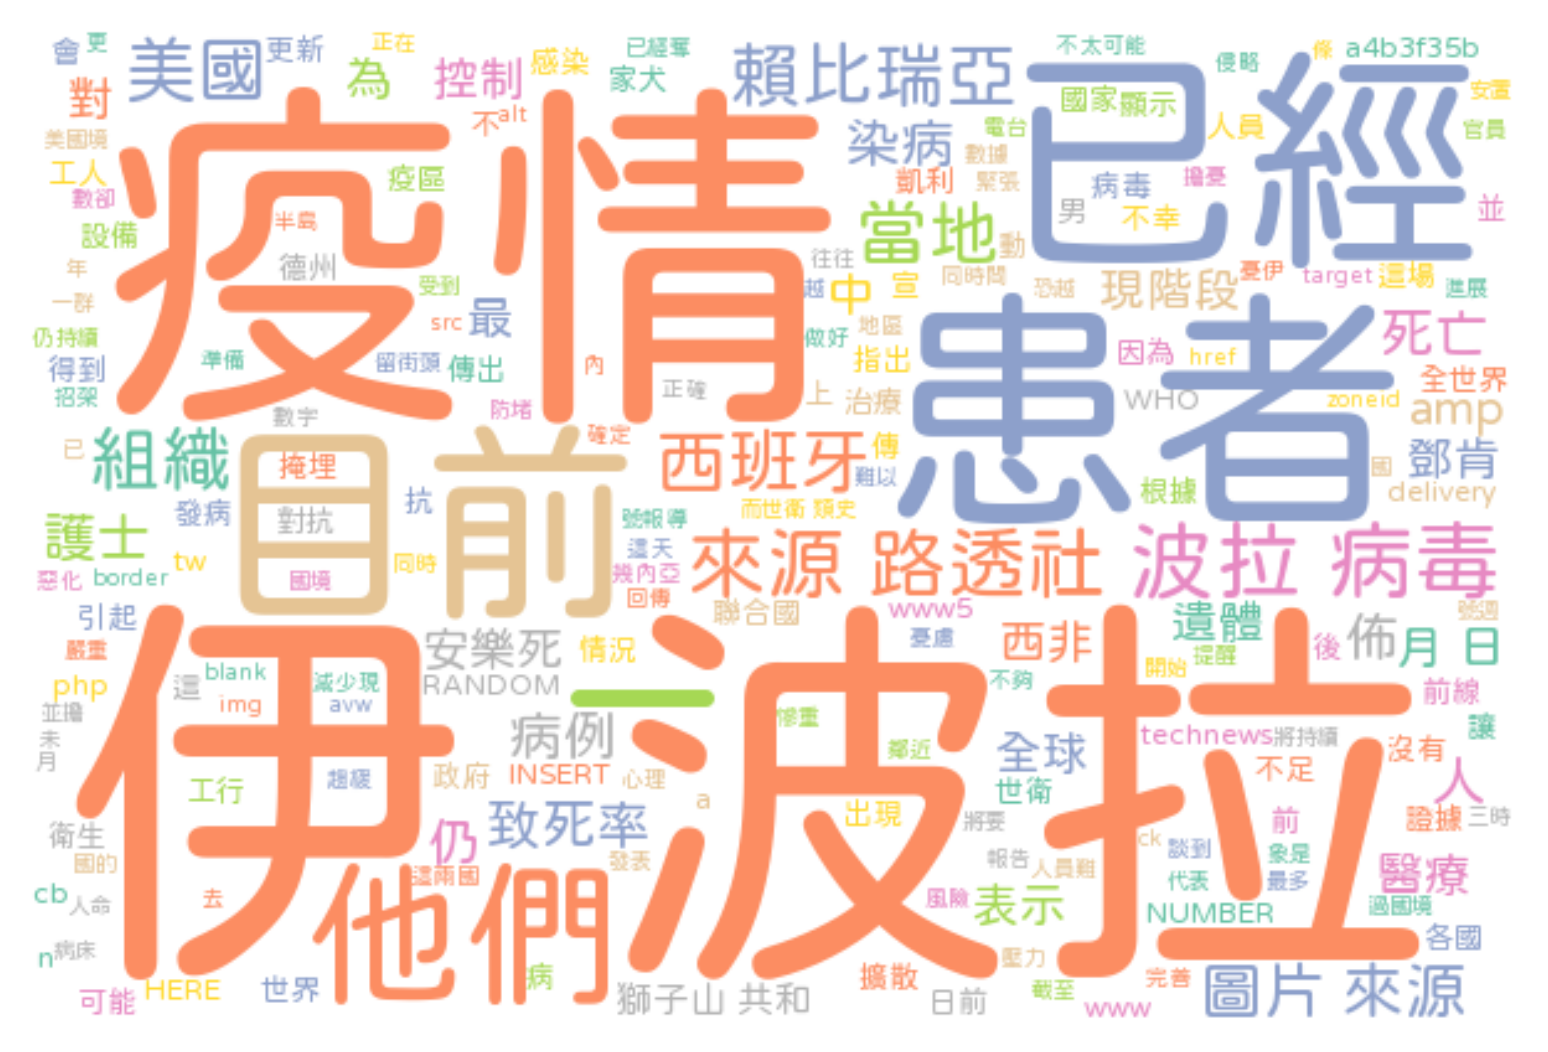 會
更
美國
更新
正在
為
控制
感染
已經奪
家犬
賴比瑞亞
不太可能
已經
侵略
條
a4b3f35b
安置
官員
對
不
alt
疫情
美國境
工人
數卻
設備
疫區
半島
德州
染病
電台
數據
凱利
緊張
國家
顯示
人員
病毒
擔憂
男
不幸
並
當地
動
年
一群
仍持續
得到
招架
受到
src
最
準備
留街頭
傳出
內
往往
越
中
宣
同時間
恐越
現階段
憂伊
target
這場
進展
地區
做好
指出
患者
因為
href
死亡
全世界
正確
上
治療
WHO
zoneid
amp
數字
防堵
確定
已
組織
目前
掩埋
西班牙
傳
難以
國
鄧肯
根據
delivery
發病
對抗
抗
號報導
而世衛 類史
護士
tw
同時
這天
幾內亞
來源 路透社
波拉 病毒
惡化
border
國境
回傳
引起
聯合國
www5
憂慮
西非
遺體
提醒
號週
後
佈
月 日
嚴重
伊波拉
安樂死
情況
開始
php
blank
減少現
這
img
avw
RANDOM
一
不夠
前線
並擔
慘重
technews
將持續
讓
未
月
病例
鄰近
全球
沒有
不足
工行
趨緩
政府
INSERT
心理
世衛
人
a
出現
將要
前
證據
三時
衛生
致死率
仍
ck
談到
象是
國的
發表
報告
人員難
代表
最多
醫療
cb
人命
去
這兩國
他們
風險
表示
NUMBER
過國境
各國
n
病床
壓力
可能
HERE
世界
病
獅子山 共和
擴散
日前
截至
完善
www
圖片 來源